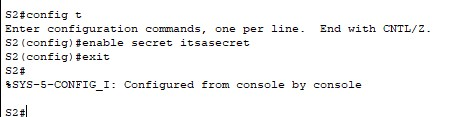 S2#config t
Enter configuration commands, one per line.  End with CNTL/Z.
S2(config)#enable secret itsasecret
S2(config)#exit
S2#
%SYS-5-CONFIG_I: Configured from console by console
S2#